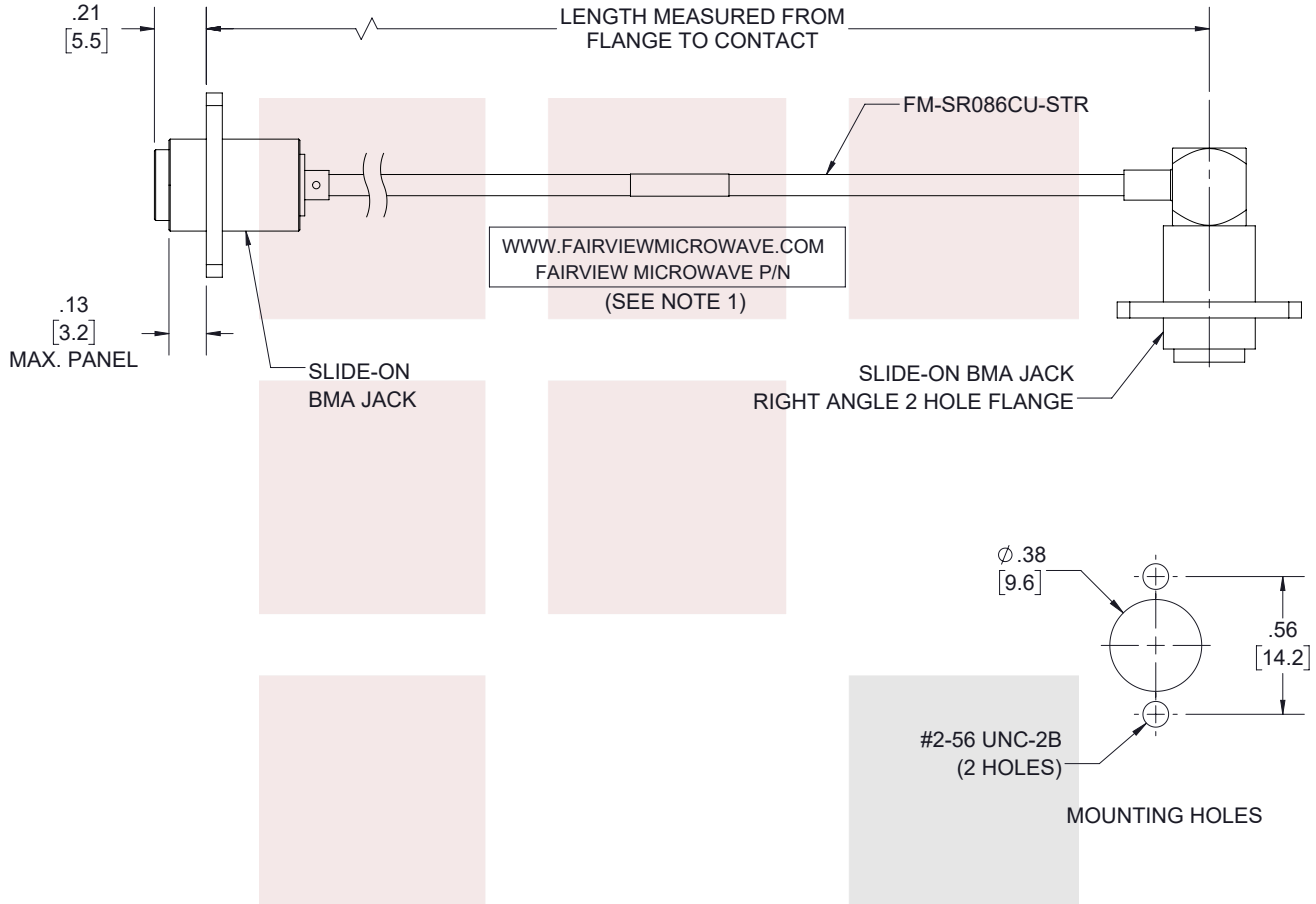 .21
[5.5]
LENGTH MEASURED FROM
FLANGE TO CONTACT
FM-SR086CU-STR
WWW.FAIRVIEWMICROWAVE.COM
FAIRVIEW MICROWAVE P/N
(SEE NOTE 1)
.13
[3.2]
MAX. PANEL
SLIDE-ON
BMA JACK
SLIDE-ON BMA JACK
RIGHT ANGLE 2 HOLE FLANGE
∅.38
[9.6]
.56
[14.2]
#2-56 UNC-2B
(2 HOLES)
MOUNTING HOLES